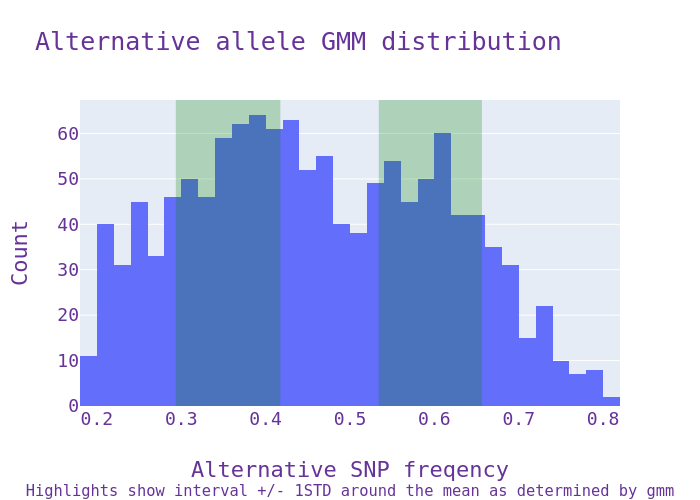 Alternative allele GMM distribution
Count
60
50
40
30
20
10
0
0.2 0.3 0.4 0.5 0.6 0.7 0.8
Alternative SNP freqency
Highlights show interval +/- 1STD around the mean as determined by gmm